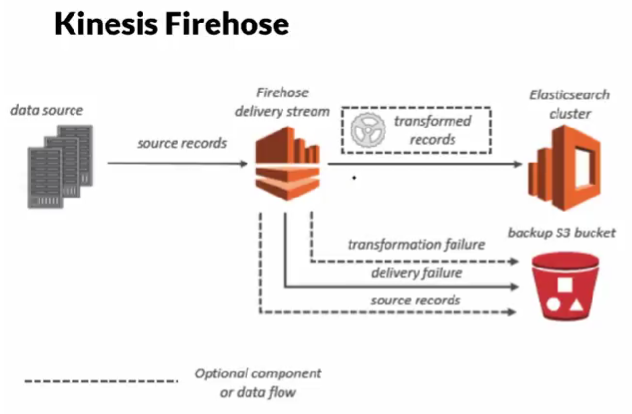 Kinesis Firehose
data source
source records
Firehose
delivery stream
transformed
records
Elasticsearch
cluster
backup S3 bucket
transformation failure
delivery failure
source records
Optional component
or data flow